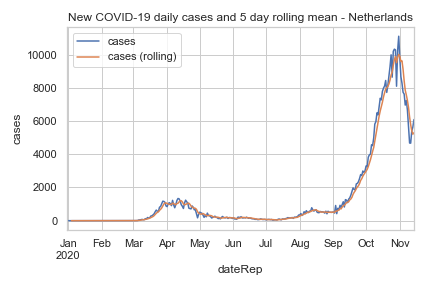 New COVID-19 daily cases and 5 day rolling mean - Netherlands
cases
cases (rolling)
10000
8000
6000
4000
2000
0
cases
Jan Feb Mar Apr May Jun Jul Aug Sep Oct Nov
2020
dateRep